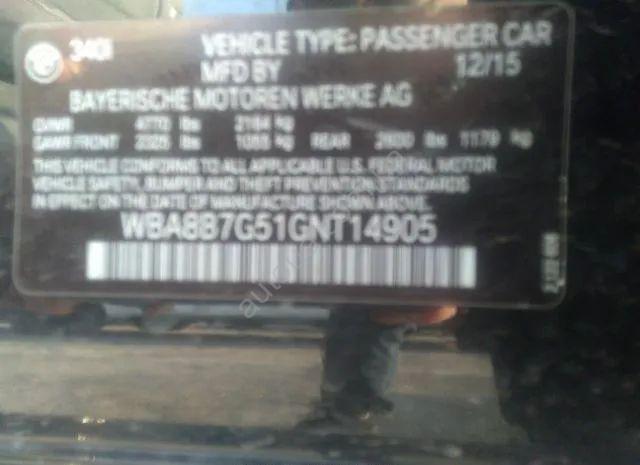 340i VEHICLE TYPE: PASSENGER CAR
MFD BY 12/15
BAYERISCHE MOTOREN WERKE AG
GVWR 4770 lbs 2164 kg
GAWR FRONT 2325 lbs 1055 kg REAR lbs 1179 kg
THIS VEHICLE CONFORMS TO ALL APPLICABLE U.S. FEDERAL MOTOR
VEHICLE SAFETY, BUMPER AND THEFT PREVENTION STANDARDS
IN EFFECT ON THE DATE OF MANUFACTURE SHOWN ABOVE.
WBA8B7G51GNT14905